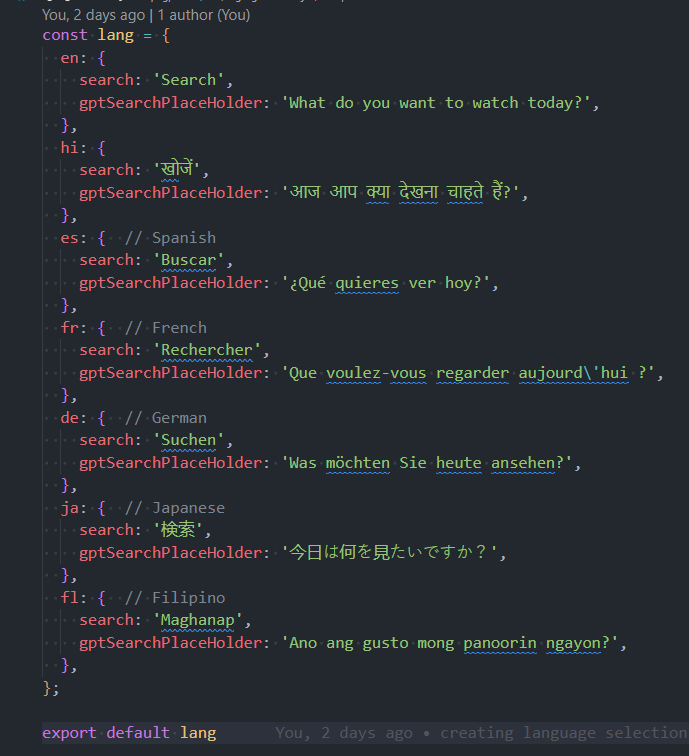 You, 2 days ago | 1 author (You)
const lang = {
  en: {
    search: 'Search',
    gptSearchPlaceHolder: 'What do you want to watch today?',
  },
  hi: {
    search: 'खोजें',
    gptSearchPlaceHolder: 'आज आप क्या देखना चाहते हैं?',
  },
  es: {  // Spanish
    search: 'Buscar',
    gptSearchPlaceHolder: '¿Qué quieres ver hoy?',
  },
  fr: {  // French
    search: 'Rechercher',
    gptSearchPlaceHolder: 'Que voulez-vous regarder aujourd\'hui ?',
  },
  de: {  // German
    search: 'Suchen',
    gptSearchPlaceHolder: 'Was möchten Sie heute ansehen?',
  },
  ja: {  // Japanese
    search: '検索',
    gptSearchPlaceHolder: '今日は何を見たいですか？',
  },
  fl: {  // Filipino
    search: 'Maghanap',
    gptSearchPlaceHolder: 'Ano ang gusto mong panoorin ngayon?',
  },
};
export default lang You, 2 days ago • creating language selection